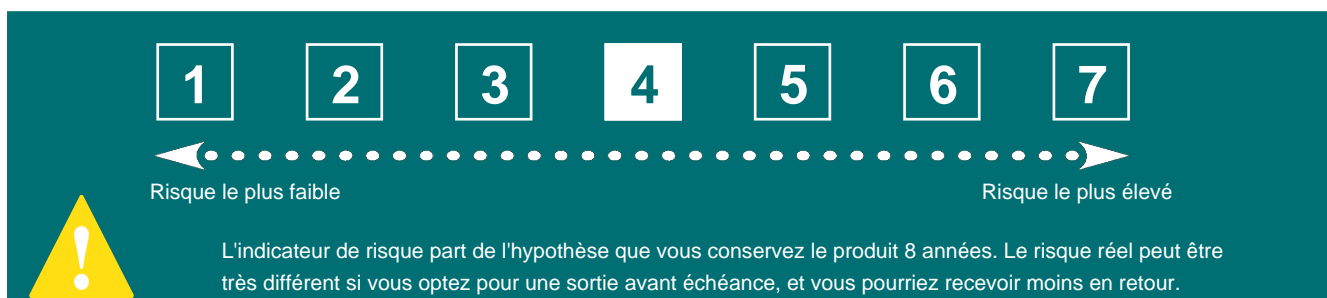 1 2 3 4 5 6 7
Risque le plus faible Risque le plus élevé
!
L'indicateur de risque part de l'hypothèse que vous conservez le produit 8 années. Le risque réel peut être
très différent si vous optez pour une sortie avant échéance, et vous pourriez recevoir moins en retour.